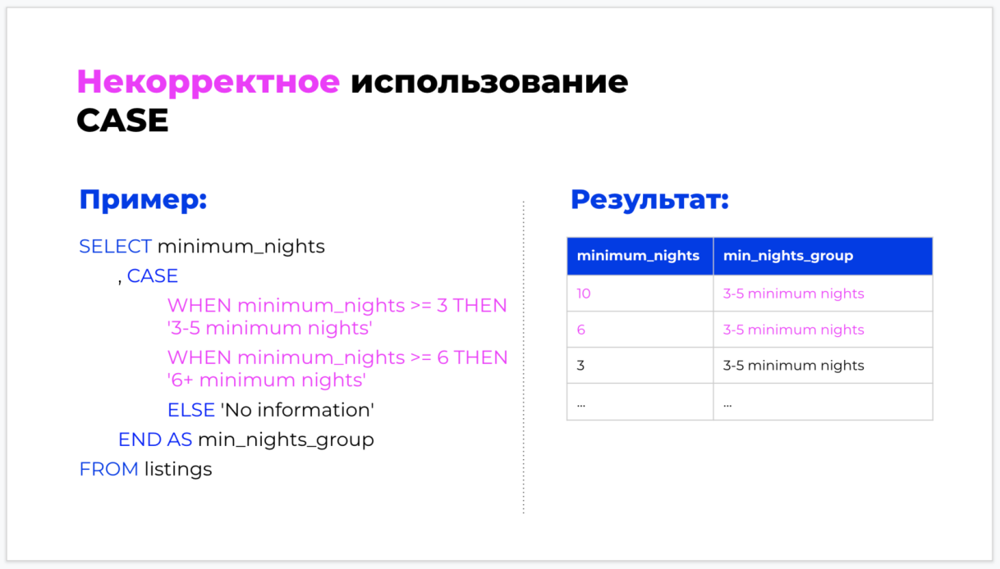 Некорректное использование
CASE
Пример:
SELECT minimum_nights
, CASE
WHEN minimum_nights >= 3 THEN
'3-5 minimum nights'
WHEN minimum_nights >= 6 THEN
'6+ minimum nights'
ELSE 'No information'
END AS min_nights_group
FROM listings
Результат:
minimum_nights min_nights_group
10 3-5 minimum nights
6 3-5 minimum nights
3 3-5 minimum nights
... ...